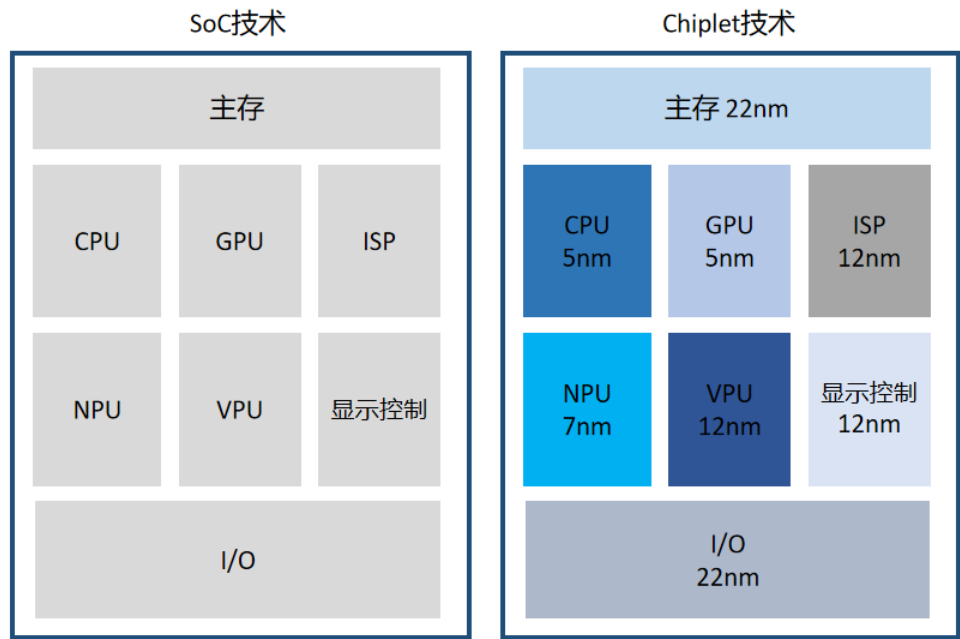 SoC技术
主存
CPU
GPU
ISP
NPU
VPU
显示控制
I/O
Chiplet技术
主存 22nm
CPU
5nm
GPU
5nm
ISP
12nm
NPU
7nm
VPU
12nm
显示控制
12nm
I/O
22nm